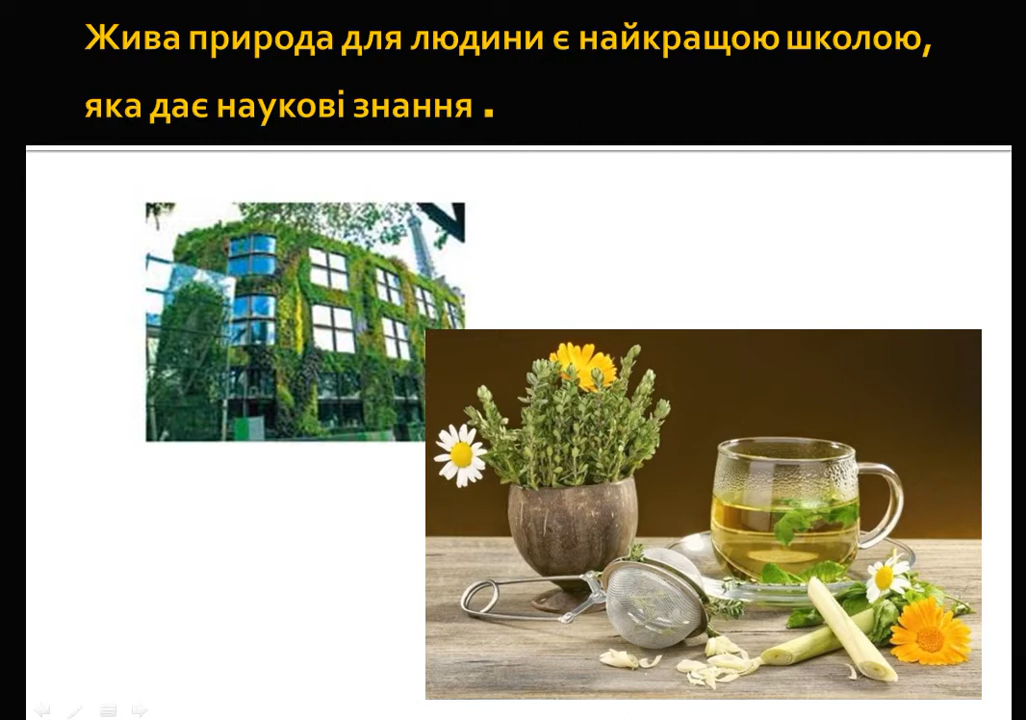 Жива природа для людини є найкращою школою,
яка дає наукові знання .